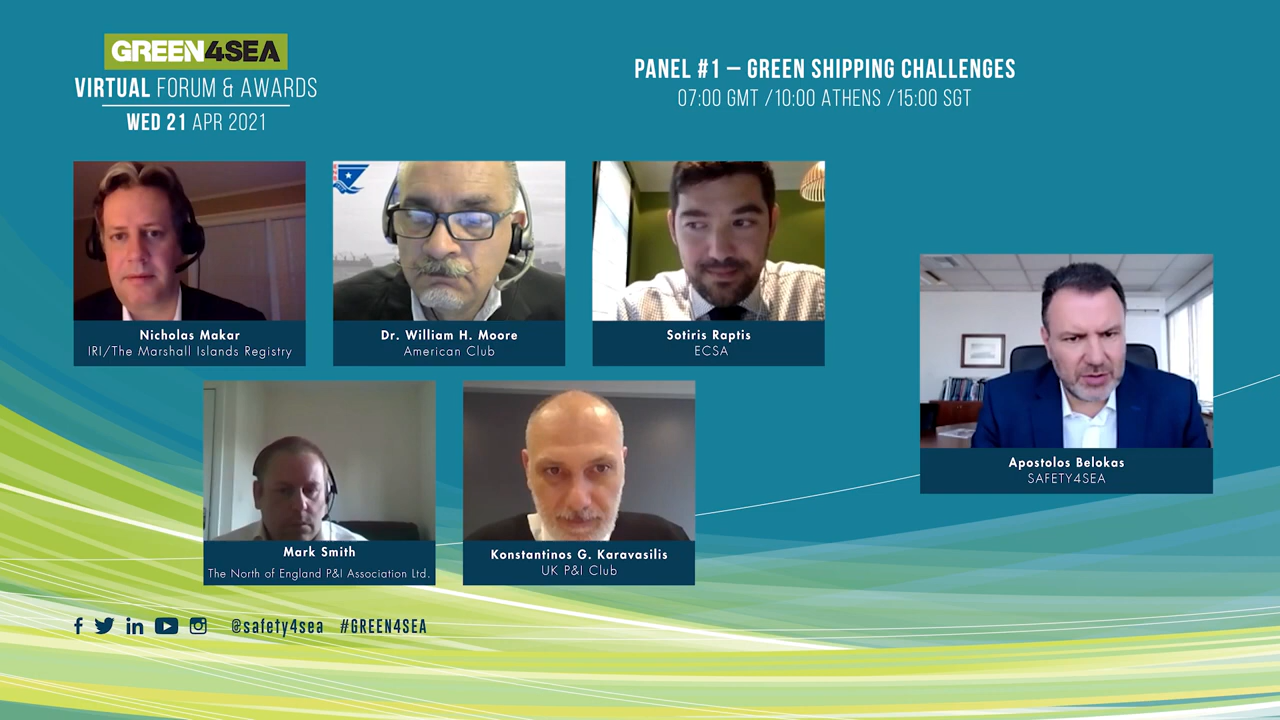 GREEN4SEA
VIRTUAL FORUM & AWARDS
WED 21 APR 2021
PANEL #1 – GREEN SHIPPING CHALLENGES
07:00 GMT /10:00 ATHENS /15:00 SGT
Nicholas Makar
IRI/The Marshall Islands Registry
Dr. William H. Moore
American Club
Sotiris Raptis
ECSA
Apostolos Belokas
SAFETY4SEA
Mark Smith
The North of England P&I Association Ltd.
Konstantinos G. Karavasilis
UK P&I Club
@safety4sea #GREEN4SEA